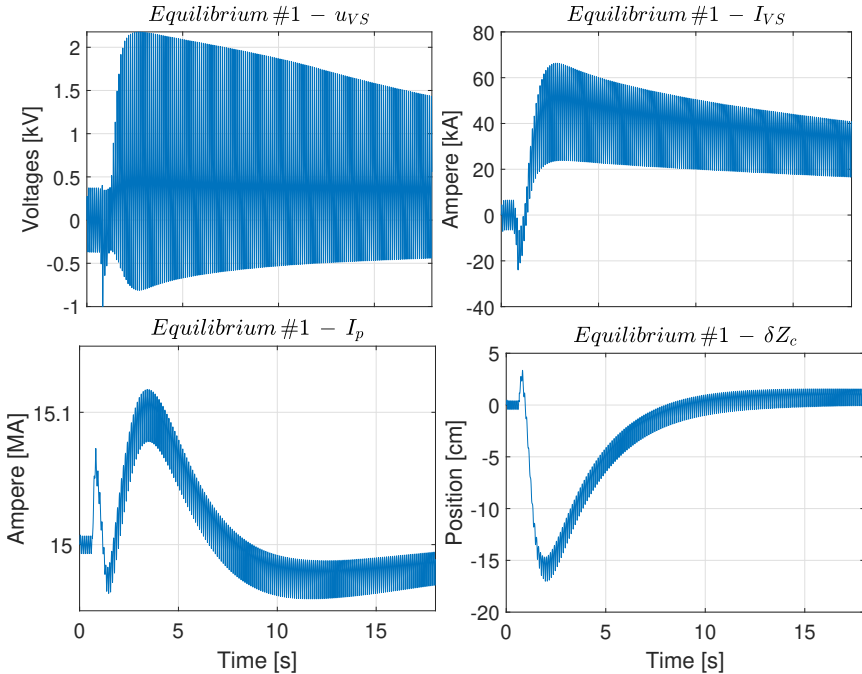 Equilibrium #1 − u_VS
Voltages [kV]
2
1.5
1
0.5
0
-0.5
-1
Equilibrium #1 − I_VS
Ampere [kA]
80
60
40
20
0
-20
-40
Equilibrium #1 − I_p
Ampere [MA]
15.1
15
0 5 10 15
Time [s]
Equilibrium #1 − δZ_c
Position [cm]
5
0
-5
-10
-15
-20
0 5 10 15
Time [s]